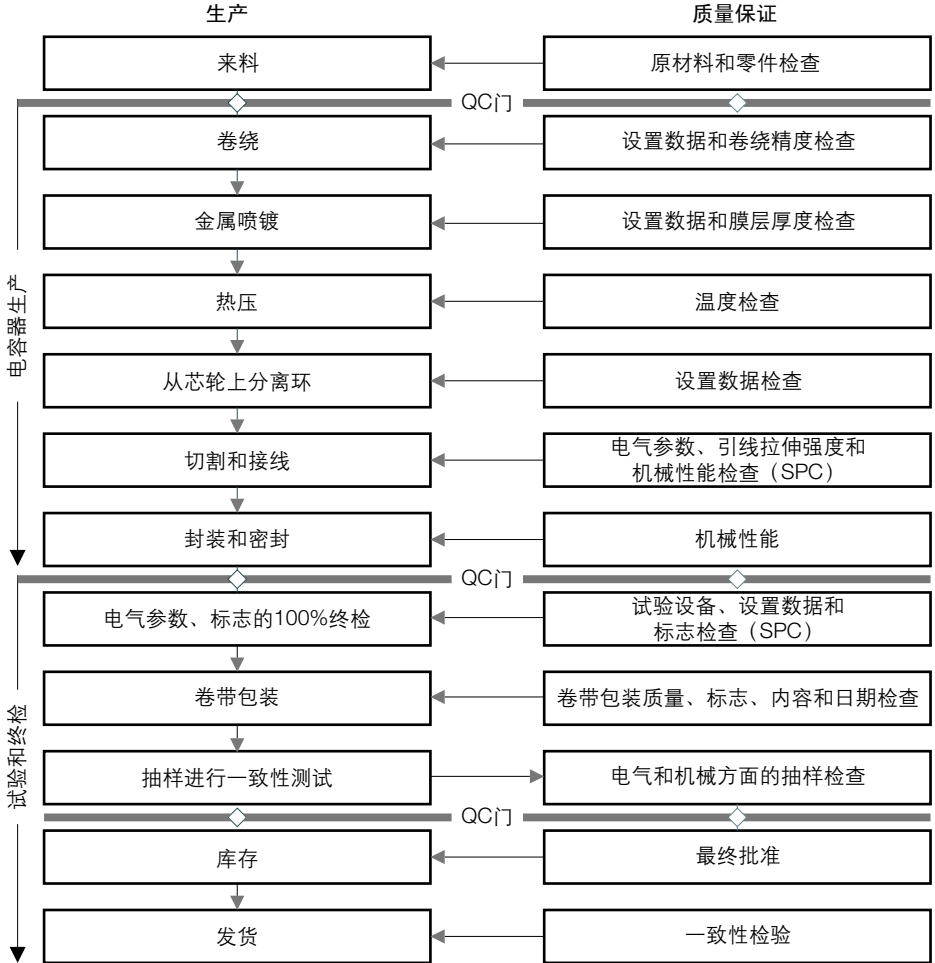 生产
质量保证
来料
原材料和零件检查
QC门
卷绕
设置数据和卷绕精度检查
金属喷镀
设置数据和膜层厚度检查
热压
温度检查
电容器生产
从芯轮上分离环
设置数据检查
切割和接线
电气参数、引线拉伸强度和
机械性能检查（SPC）
封装和密封
机械性能
QC门
电气参数、标志的100%终检
试验设备、设置数据和
标志检查（SPC）
卷带包装
卷带包装质量、标志、内容和日期检查
试验和终检
抽样进行一致性测试
电气和机械方面的抽样检查
QC门
库存
最终批准
发货
一致性检验